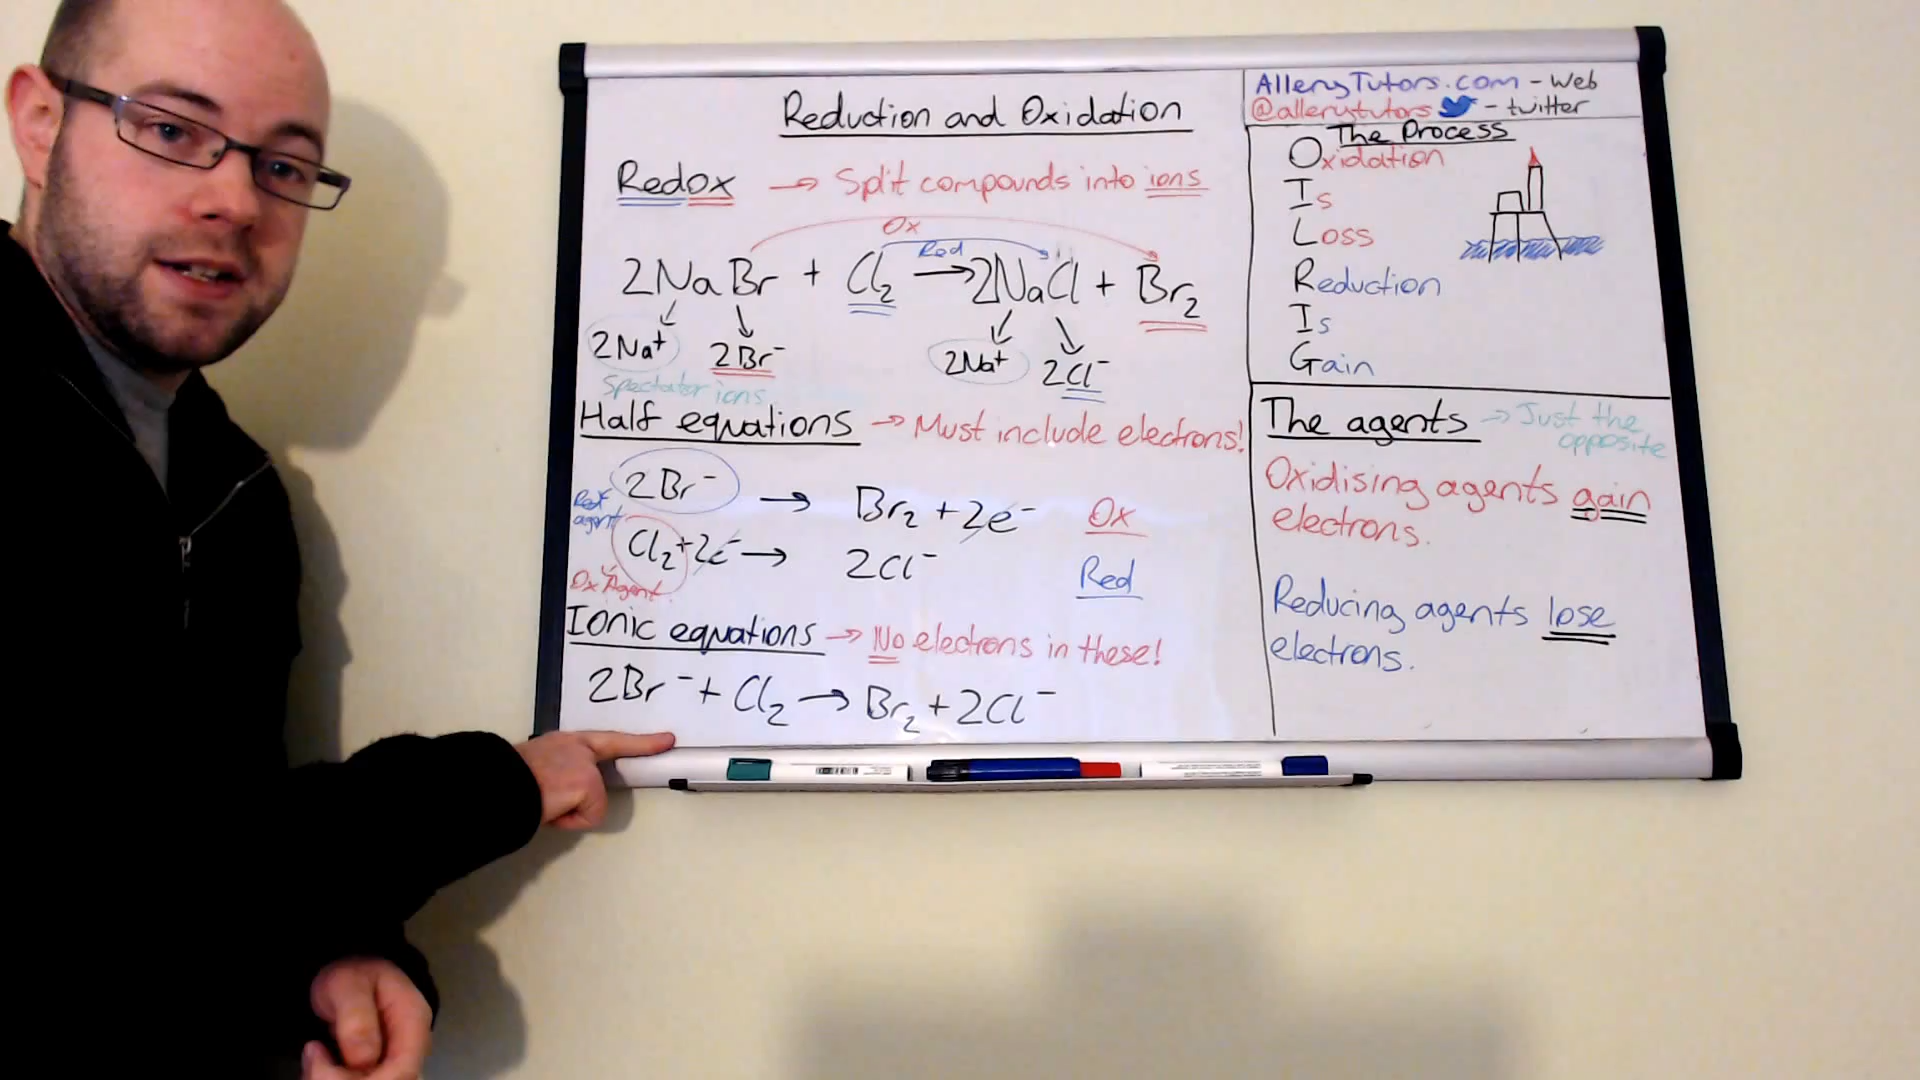 Reduction and Oxidation
Redox → Split compounds into ions
Ox
Red
2NaBr + Cl₂ → 2NaCl + Br₂
2Na⁺ 2Br⁻ 2Na⁺ 2Cl⁻
Spectator ions
Half equations → Must include electrons!
Red agent
2Br⁻ → Br₂ + 2e⁻ Ox
Cl₂ + 2e⁻ → 2Cl⁻ Red
Ox Agent
Ionic equations → No electrons in these!
2Br⁻ + Cl₂ → Br₂ + 2Cl⁻
AlleryTutors.com - Web
@allerytutors - twitter
The Process
Oxidation
Is
Loss
Reduction
Is
Gain
The agents → Just the
opposite
Oxidising agents gain
electrons.
Reducing agents lose
electrons.